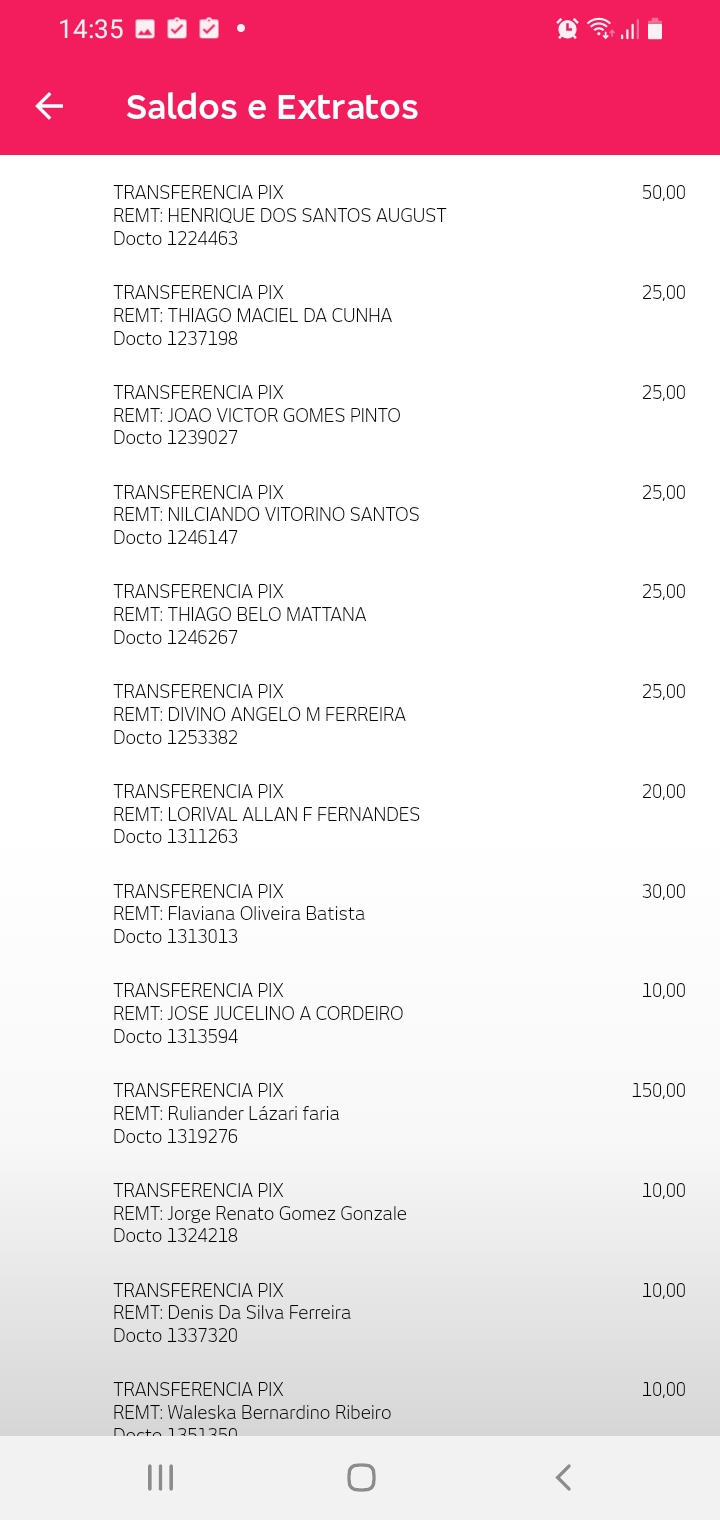 14:35
Saldos e Extratos
TRANSFERENCIA PIX 50,00
REMT: HENRIQUE DOS SANTOS AUGUST
Docto 1224463
TRANSFERENCIA PIX 25,00
REMT: THIAGO MACIEL DA CUNHA
Docto 1237198
TRANSFERENCIA PIX 25,00
REMT: JOAO VICTOR GOMES PINTO
Docto 1239027
TRANSFERENCIA PIX 25,00
REMT: NILCIANDO VITORINO SANTOS
Docto 1246147
TRANSFERENCIA PIX 25,00
REMT: THIAGO BELO MATTANA
Docto 1246267
TRANSFERENCIA PIX 25,00
REMT: DIVINO ANGELO M FERREIRA
Docto 1253382
TRANSFERENCIA PIX 20,00
REMT: LORIVAL ALLAN F FERNANDES
Docto 1311263
TRANSFERENCIA PIX 30,00
REMT: Flaviana Oliveira Batista
Docto 1313013
TRANSFERENCIA PIX 10,00
REMT: JOSE JUCELINO A CORDEIRO
Docto 1313594
TRANSFERENCIA PIX 150,00
REMT: Ruliander Lázari faria
Docto 1319276
TRANSFERENCIA PIX 10,00
REMT: Jorge Renato Gomez Gonzale
Docto 1324218
TRANSFERENCIA PIX 10,00
REMT: Denis Da Silva Ferreira
Docto 1337320
TRANSFERENCIA PIX 10,00
REMT: Waleska Bernardino Ribeiro
Docto 1351350